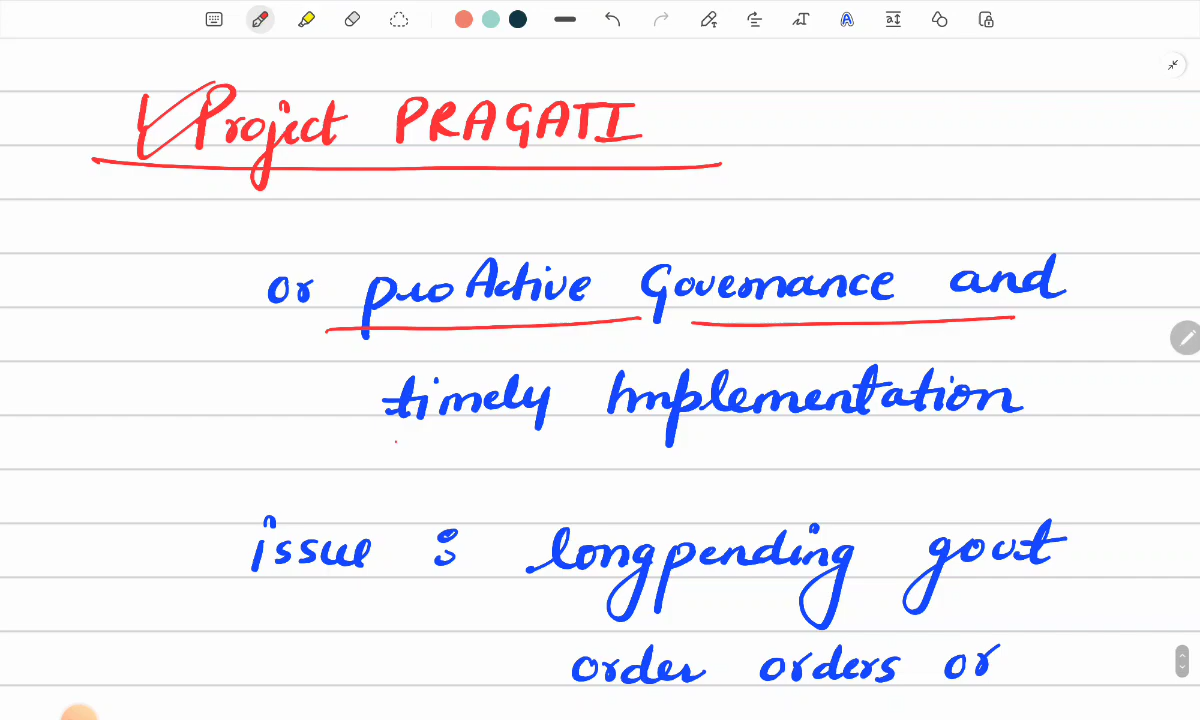 Project PRAGATI
or proActive Governance and
timely Implementation
issue : longpending govt
order orders or